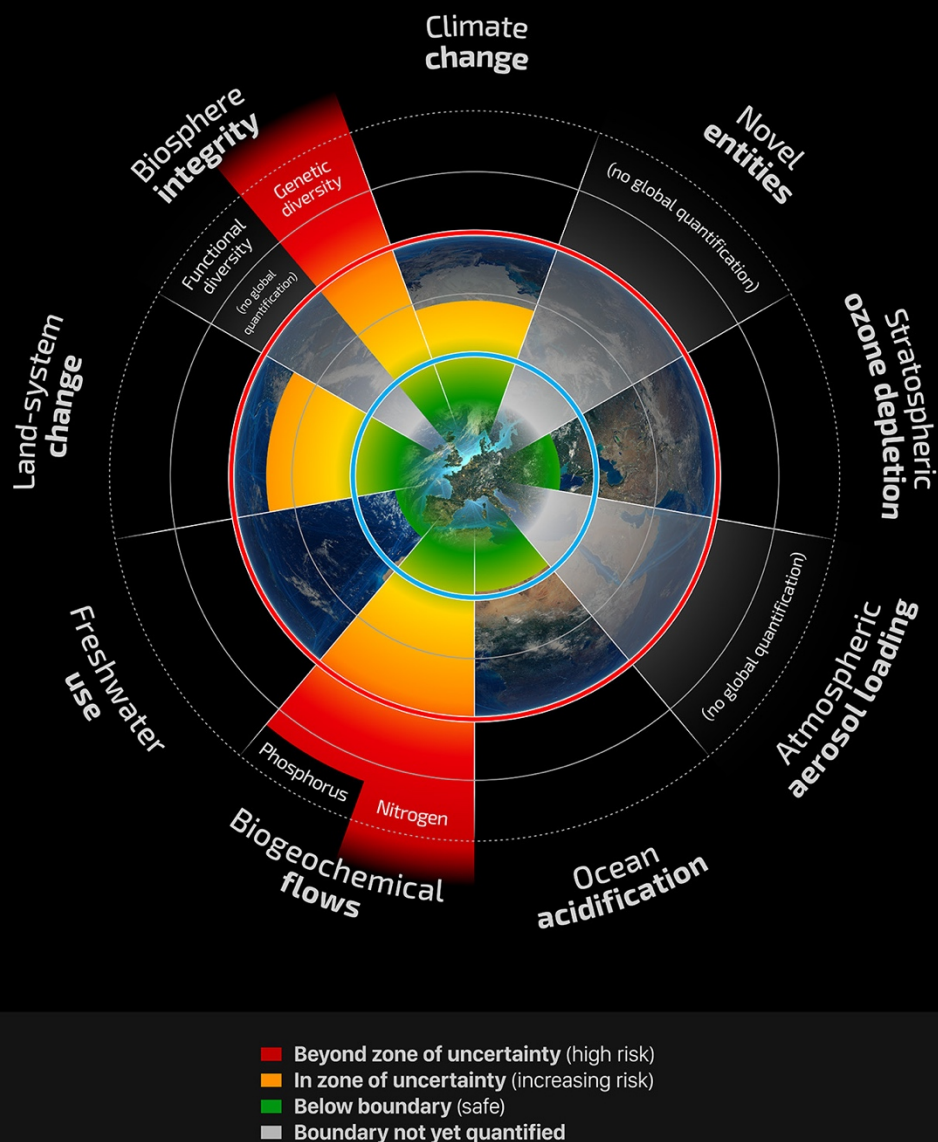 Climate
change
Novel
entities
(no global quantification)
Stratospheric
ozone depletion
Atmospheric
aerosol loading
(no global quantification)
Ocean
acidification
Biogeochemical
flows
Phosphorus
Nitrogen
Freshwater
use
Land-system
change
Biosphere
integrity
Functional
diversity
(no global
quantification)
Genetic
diversity
Beyond zone of uncertainty (high risk)
In zone of uncertainty (increasing risk)
Below boundary (safe)
Boundary not yet quantified